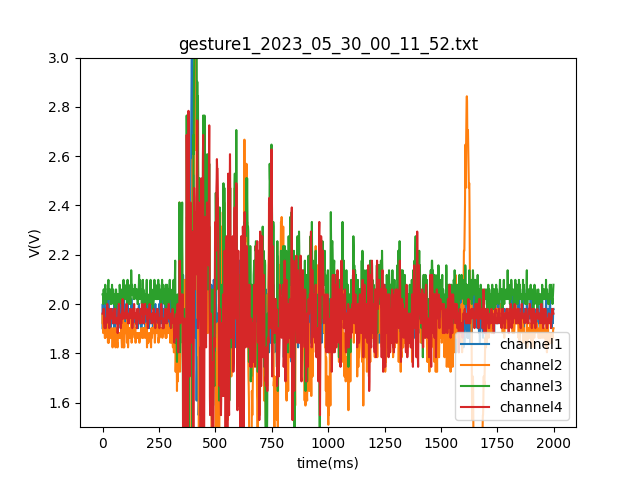 gesture1_2023_05_30_00_11_52.txt
3.0
2.8
2.6
2.4
2.2
2.0
1.8
1.6
V(V)
channel1
channel2
channel3
channel4
0 250 500 750 1000 1250 1500 1750 2000
time(ms)